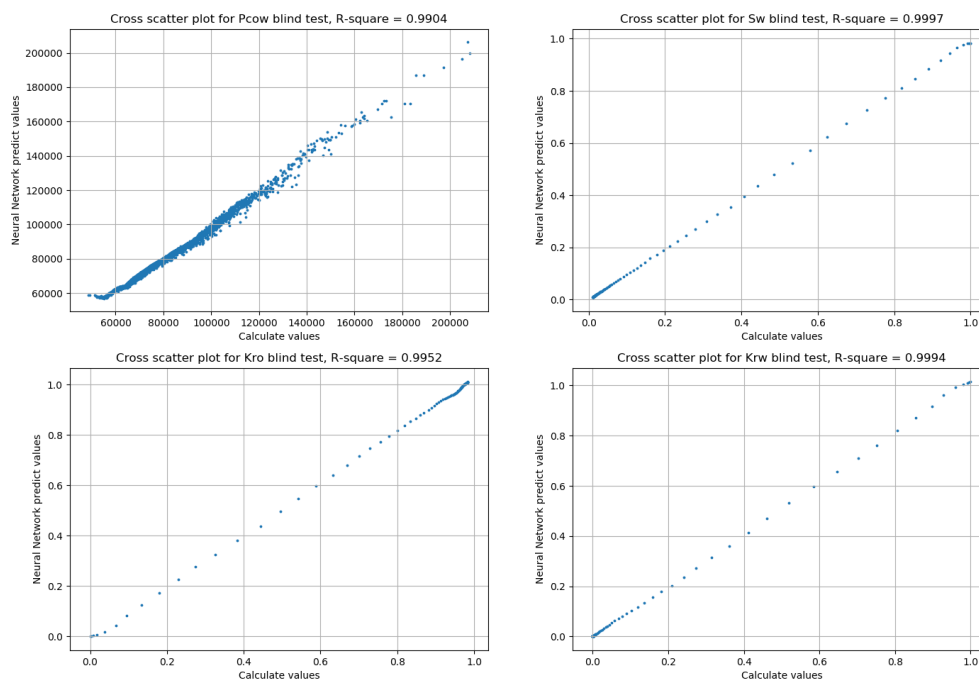 Cross scatter plot for Pcow blind test, R-square = 0.9904
200000
180000
160000
140000
120000
100000
80000
60000
Neural Network predict values
60000 80000 100000 120000 140000 160000 180000 200000
Calculate values
Cross scatter plot for Sw blind test, R-square = 0.9997
1.0
0.8
0.6
0.4
0.2
0.0
Neural Network predict values
0.0 0.2 0.4 0.6 0.8 1.0
Calculate values
Cross scatter plot for Kro blind test, R-square = 0.9952
1.0
0.8
0.6
0.4
0.2
0.0
Neural Network predict values
0.0 0.2 0.4 0.6 0.8 1.0
Calculate values
Cross scatter plot for Krw blind test, R-square = 0.9994
1.0
0.8
0.6
0.4
0.2
0.0
Neural Network predict values
0.0 0.2 0.4 0.6 0.8 1.0
Calculate values